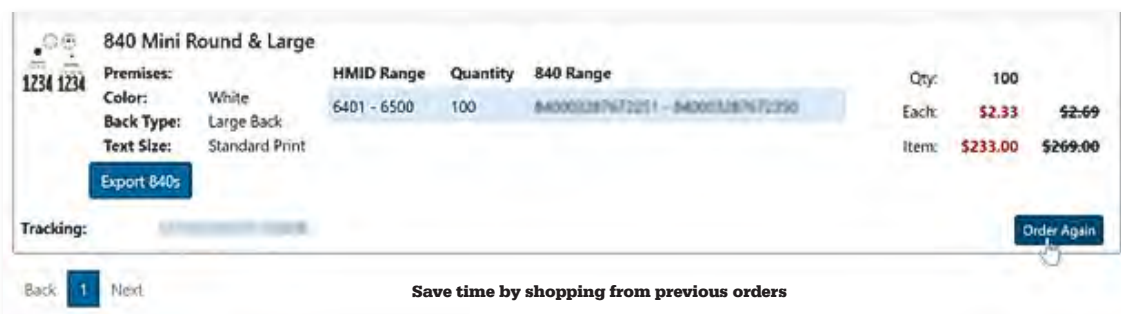 840 Mini Round & Large
1234 1234
Premises:
Color: White
Back Type: Large Back
Text Size: Standard Print
HMID Range Quantity 840 Range
6401 - 6500 100
Qty: 100
Each: $2.33 $2.69
Item: $233.00 $269.00
Export 840s
Tracking:
Order Again
Back 1 Next
Save time by shopping from previous orders